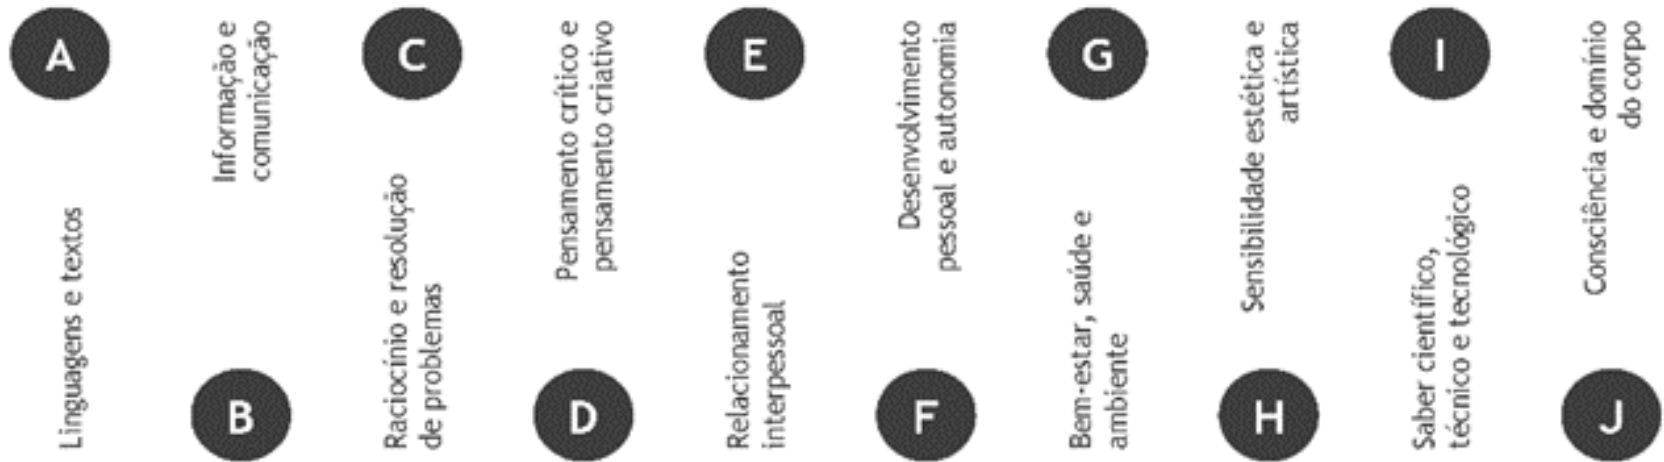 A
Linguagens e textos
B
Informação e
comunicação
C
Raciocínio e resolução
de problemas
D
Pensamento crítico e
pensamento criativo
E
Relacionamento
interpessoal
F
Desenvolvimento
pessoal e autonomia
G
Bem-estar, saúde e
ambiente
H
Sensibilidade estética e
artística
I
Saber científico,
técnico e tecnológico
J
Consciência e domínio
do corpo